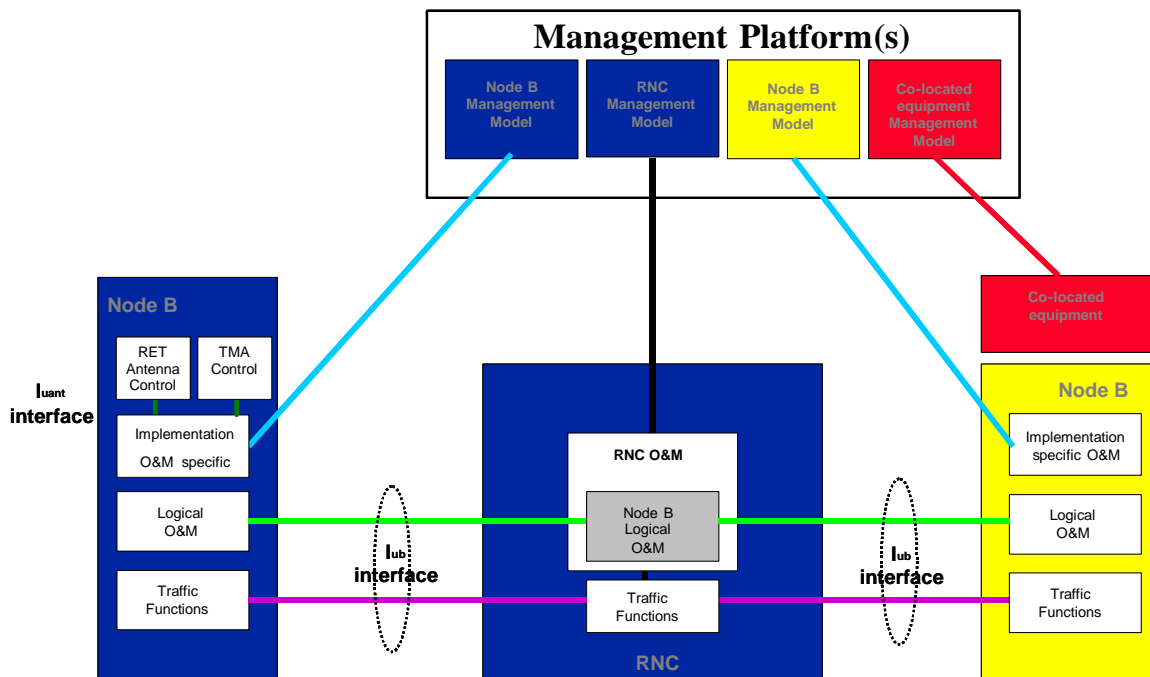 Management Platform(s)
Node B
Management
Model
RNC
Management
Model
Node B
Management
Model
Co-located
equipment
Management
Model
Node B
RET
Antenna
Control
TMA
Control
Iuant
interface
Implementation
O&M specific
Logical
O&M
Traffic
Functions
Iub
interface
RNC O&M
Node B
Logical
O&M
Traffic
Functions
RNC
Iub
interface
Co-located
equipment
Node B
Implementation
specific O&M
Logical
O&M
Traffic
Functions